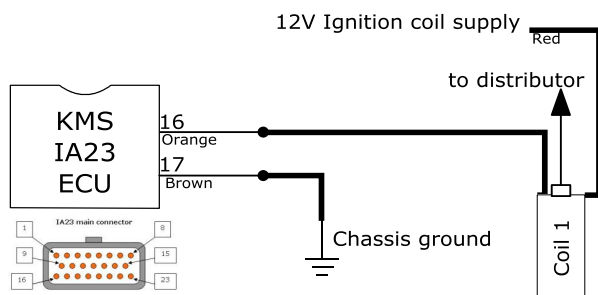 12V Ignition coil supply
Red
to distributor
KMS
IA23
ECU
16
Orange
17
Brown
Chassis ground
Coil 1
IA23 main connector
1
8
9
15
16
23